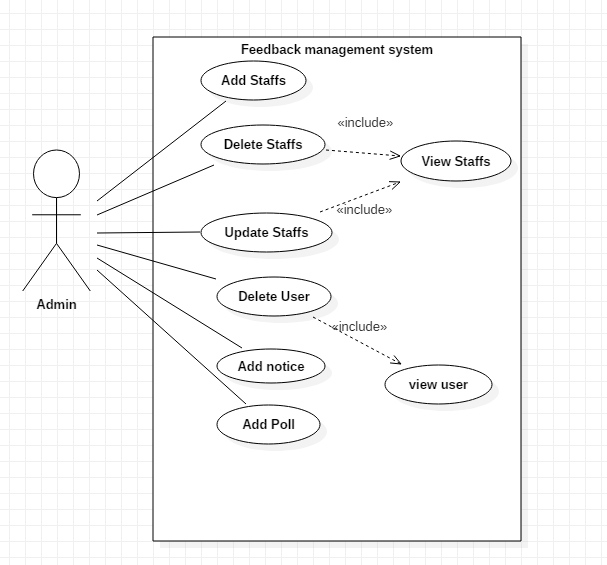 Feedback management system
Add Staffs
«include»
Delete Staffs
View Staffs
«include»
Update Staffs
Delete User
Admin
«include»
Add notice
view user
Add Poll